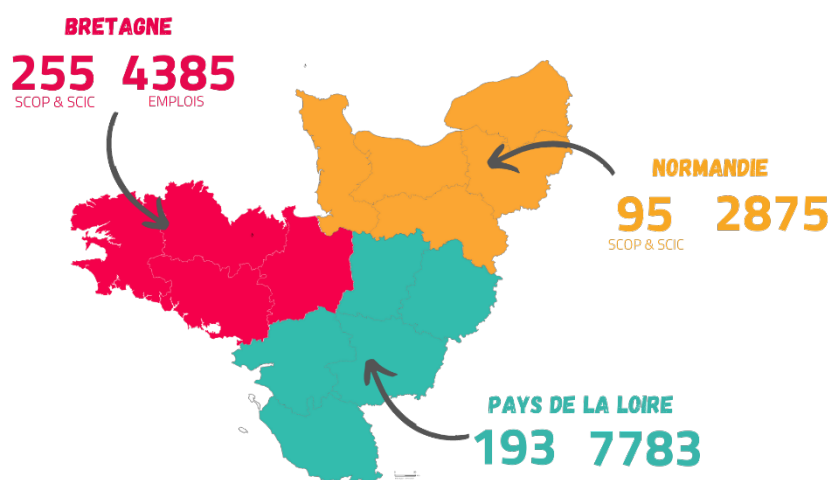 BRETAGNE
255 4385
SCOP & SCIC EMPLOIS
NORMANDIE
95 2875
SCOP & SCIC
PAYS DE LA LOIRE
193 7783